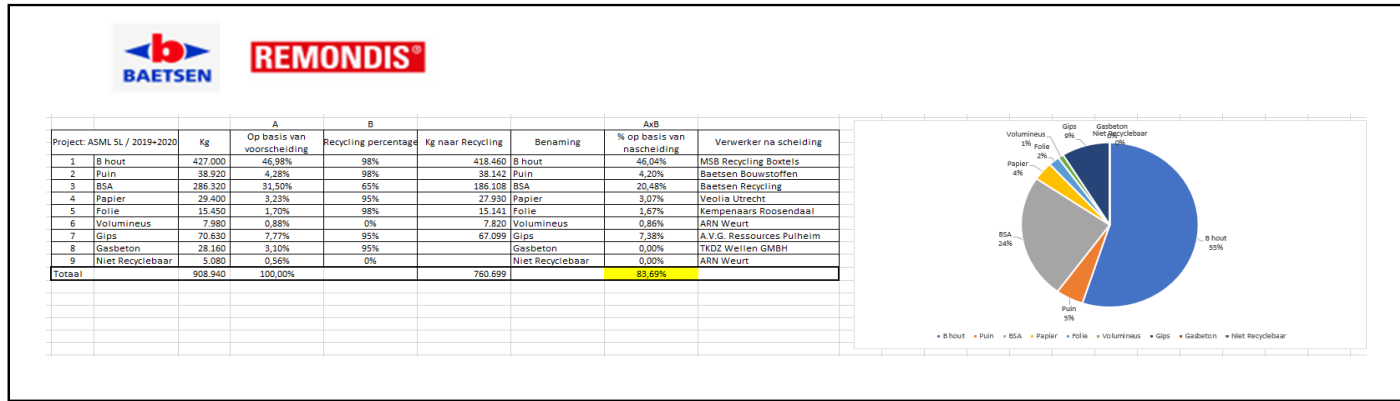 b
BAETSEN
REMONDIS®
A B AxB
Project: ASML 5L / 2019+2020 Kg Op basis van voorscheiding Recycling percentage Kg naar Recycling Benaming % op basis van nascheiding Verwerker na scheiding
1 B hout 427.000 46,98% 98% 418.460 B hout 46,04% MSB Recycling Boxtels
2 Puin 38.920 4,28% 98% 38.142 Puin 4,20% Baetsen Bouwstoffen
3 BSA 286.320 31,50% 65% 186.108 BSA 20,48% Baetsen Recycling
4 Papier 29.400 3,23% 95% 27.930 Papier 3,07% Veolia Utrecht
5 Folie 15.450 1,70% 98% 15.141 Folie 1,67% Kempenaars Roosendaal
6 Volumineus 7.980 0,88% 0% 7.820 Volumineus 0,86% ARN Weurt
7 Gips 70.630 7,77% 95% 67.099 Gips 7,38% A.V.G. Ressources Pulheim
8 Gasbeton 28.160 3,10% 95% Gasbeton 0,00% TKDZ Wellen GMBH
9 Niet Recyclebaar 5.080 0,56% 0% Niet Recyclebaar 0,00% ARN Weurt
Totaal 908.940 100,00% 760.699 83,69%
Gasbeton
0%
Niet Recyclebaar
0%
Gips
9%
Volumineus
1%
Folie
2%
Papier
4%
BSA
24%
B hout
55%
Puin
5%
B hout Puin BSA Papier Folie Volumineus Gips Gasbeton Niet Recyclebaar